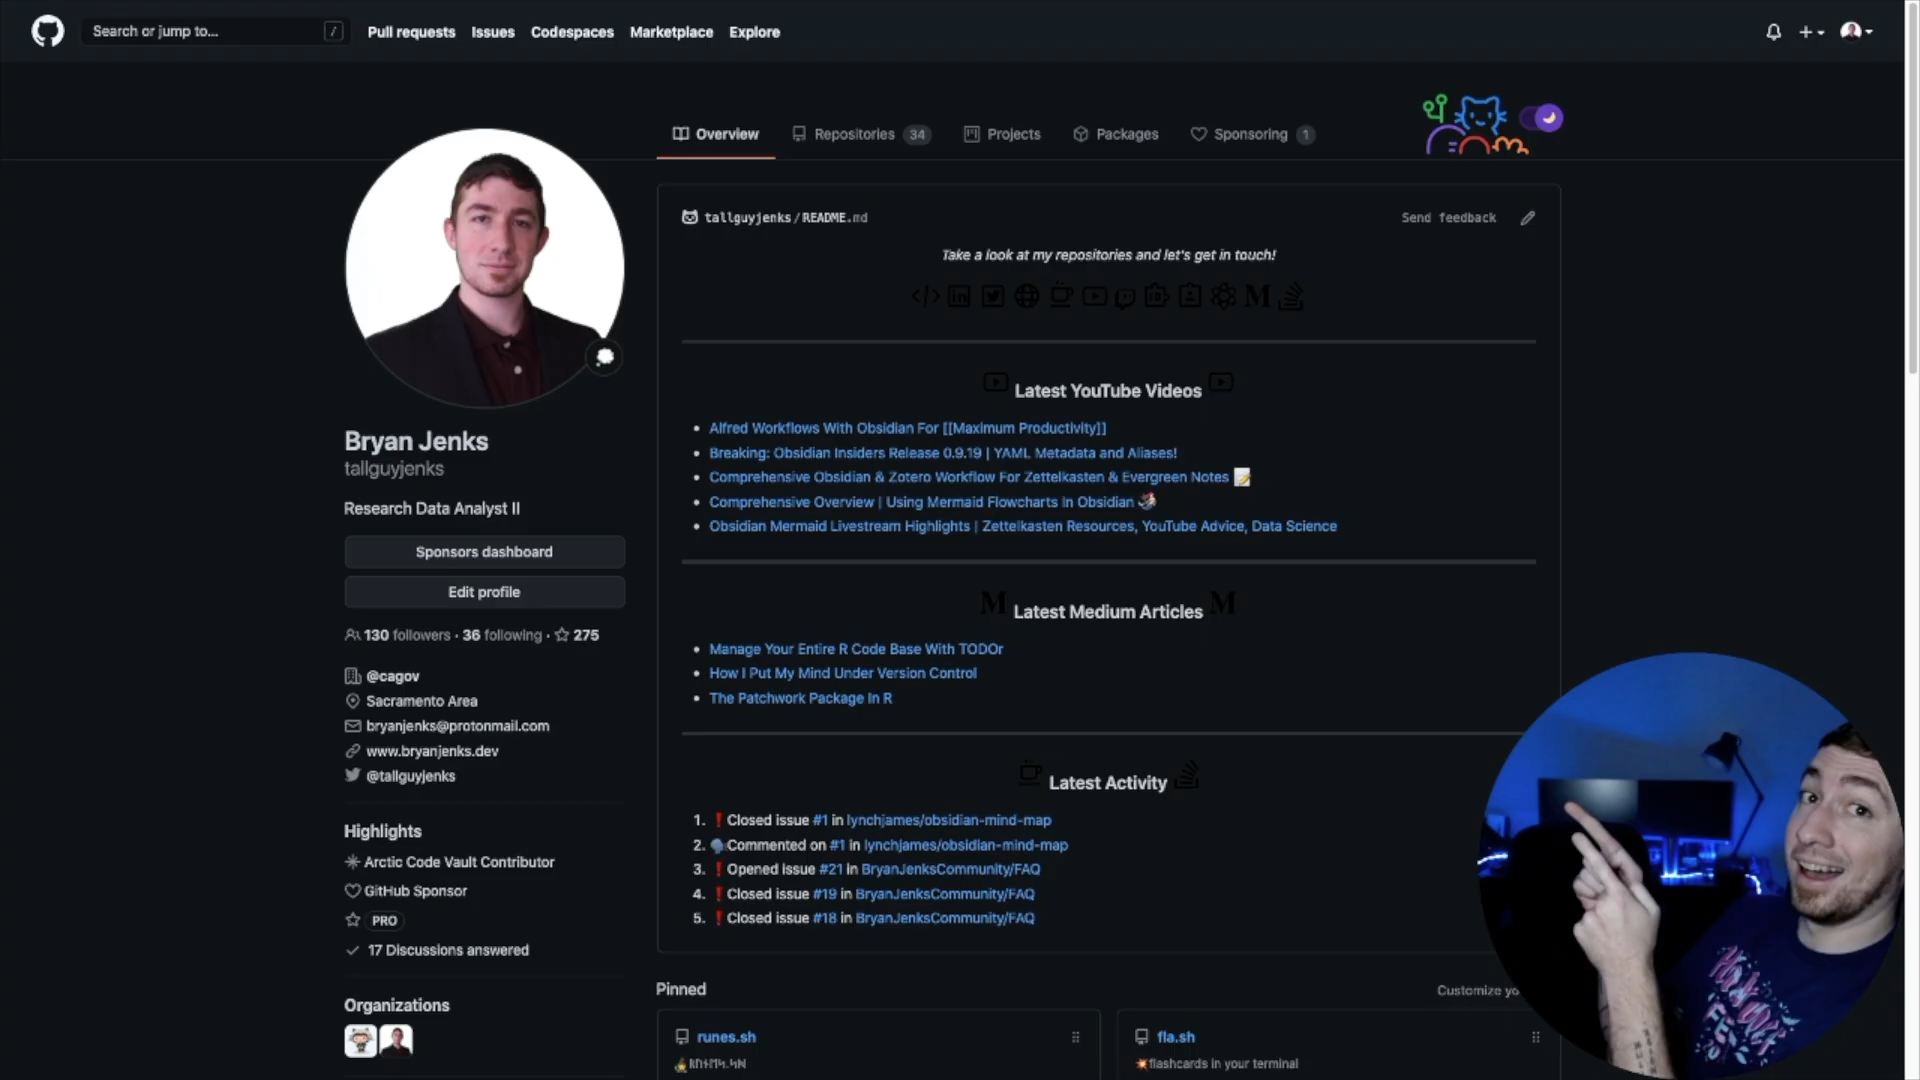 Search or jump to...
/
Pull requests
Issues
Codespaces
Marketplace
Explore
Overview
Repositories 34
Projects
Packages
Sponsoring 1
Bryan Jenks
tallguyjenks
Research Data Analyst II
Sponsors dashboard
Edit profile
130 followers · 36 following · 275
@cagov
Sacramento Area
bryanjenks@protonmail.com
www.bryanjenks.dev
@tallguyjenks
Highlights
Arctic Code Vault Contributor
GitHub Sponsor
PRO
17 Discussions answered
Organizations
tallguyjenks/README.md
Send feedback
Take a look at my repositories and let's get in touch!
Latest YouTube Videos
Alfred Workflows With Obsidian For [[Maximum Productivity]]
Breaking: Obsidian Insiders Release 0.9.19 | YAML Metadata and Aliases!
Comprehensive Obsidian & Zotero Workflow For Zettelkasten & Evergreen Notes 📝
Comprehensive Overview | Using Mermaid Flowcharts In Obsidian
Obsidian Mermaid Livestream Highlights | Zettelkasten Resources, YouTube Advice, Data Science
M Latest Medium Articles M
Manage Your Entire R Code Base With TODOr
How I Put My Mind Under Version Control
The Patchwork Package In R
Latest Activity
1. ❗Closed issue #1 in lynchjames/obsidian-mind-map
2. 🗣Commented on #1 in lynchjames/obsidian-mind-map
3. ❗Opened issue #21 in BryanJenksCommunity/FAQ
4. ❗Closed issue #19 in BryanJenksCommunity/FAQ
5. ❗Closed issue #18 in BryanJenksCommunity/FAQ
Pinned
Customize
runes.sh
fla.sh
💥flashcards in your terminal